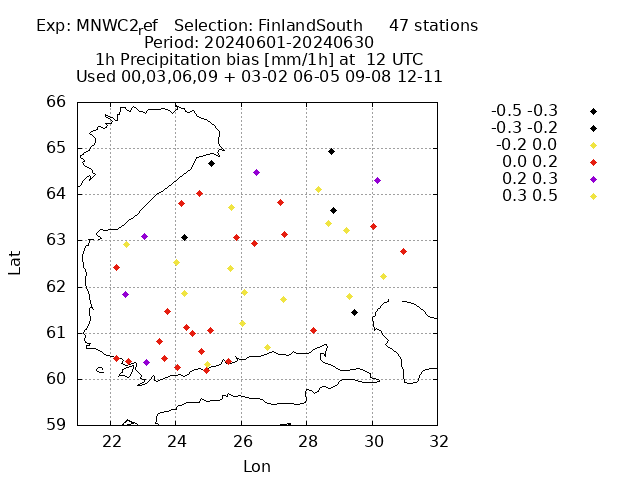 Exp: MNWC2ref Selection: FinlandSouth 47 stations
Period: 20240601-20240630
1h Precipitation bias [mm/1h] at 12 UTC
Used 00,03,06,09 + 03-02 06-05 09-08 12-11
-0.5 -0.3
-0.3 -0.2
-0.2 0.0
0.0 0.2
0.2 0.3
0.3 0.5
66
65
64
63
62
61
60
59
Lat
22 24 26 28 30 32
Lon